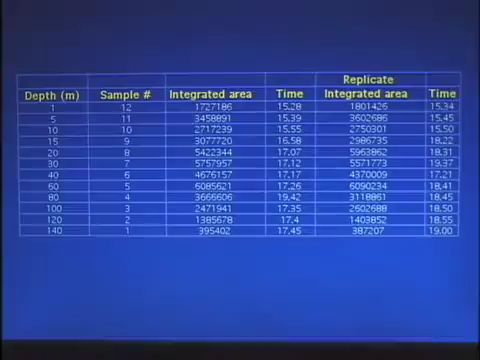 Replicate
Depth (m) Sample # Integrated area Time Integrated area Time
1 12 1727186 15.28 1801426 15.34
5 11 3458891 15.39 3602686 15.45
10 10 2717239 15.55 2750301 15.50
15 9 3077720 16.58 2986735 18.22
20 8 5422344 17.07 5963862 18.31
30 7 5757957 17.12 5571773 19.37
40 6 4676157 17.17 4370009 17.21
60 5 6085621 17.26 6090234 18.41
80 4 3666606 19.42 3118861 18.45
100 3 2471941 17.35 2602688 18.50
120 2 1385678 17.4 1403852 18.55
140 1 395402 17.45 387207 19.00